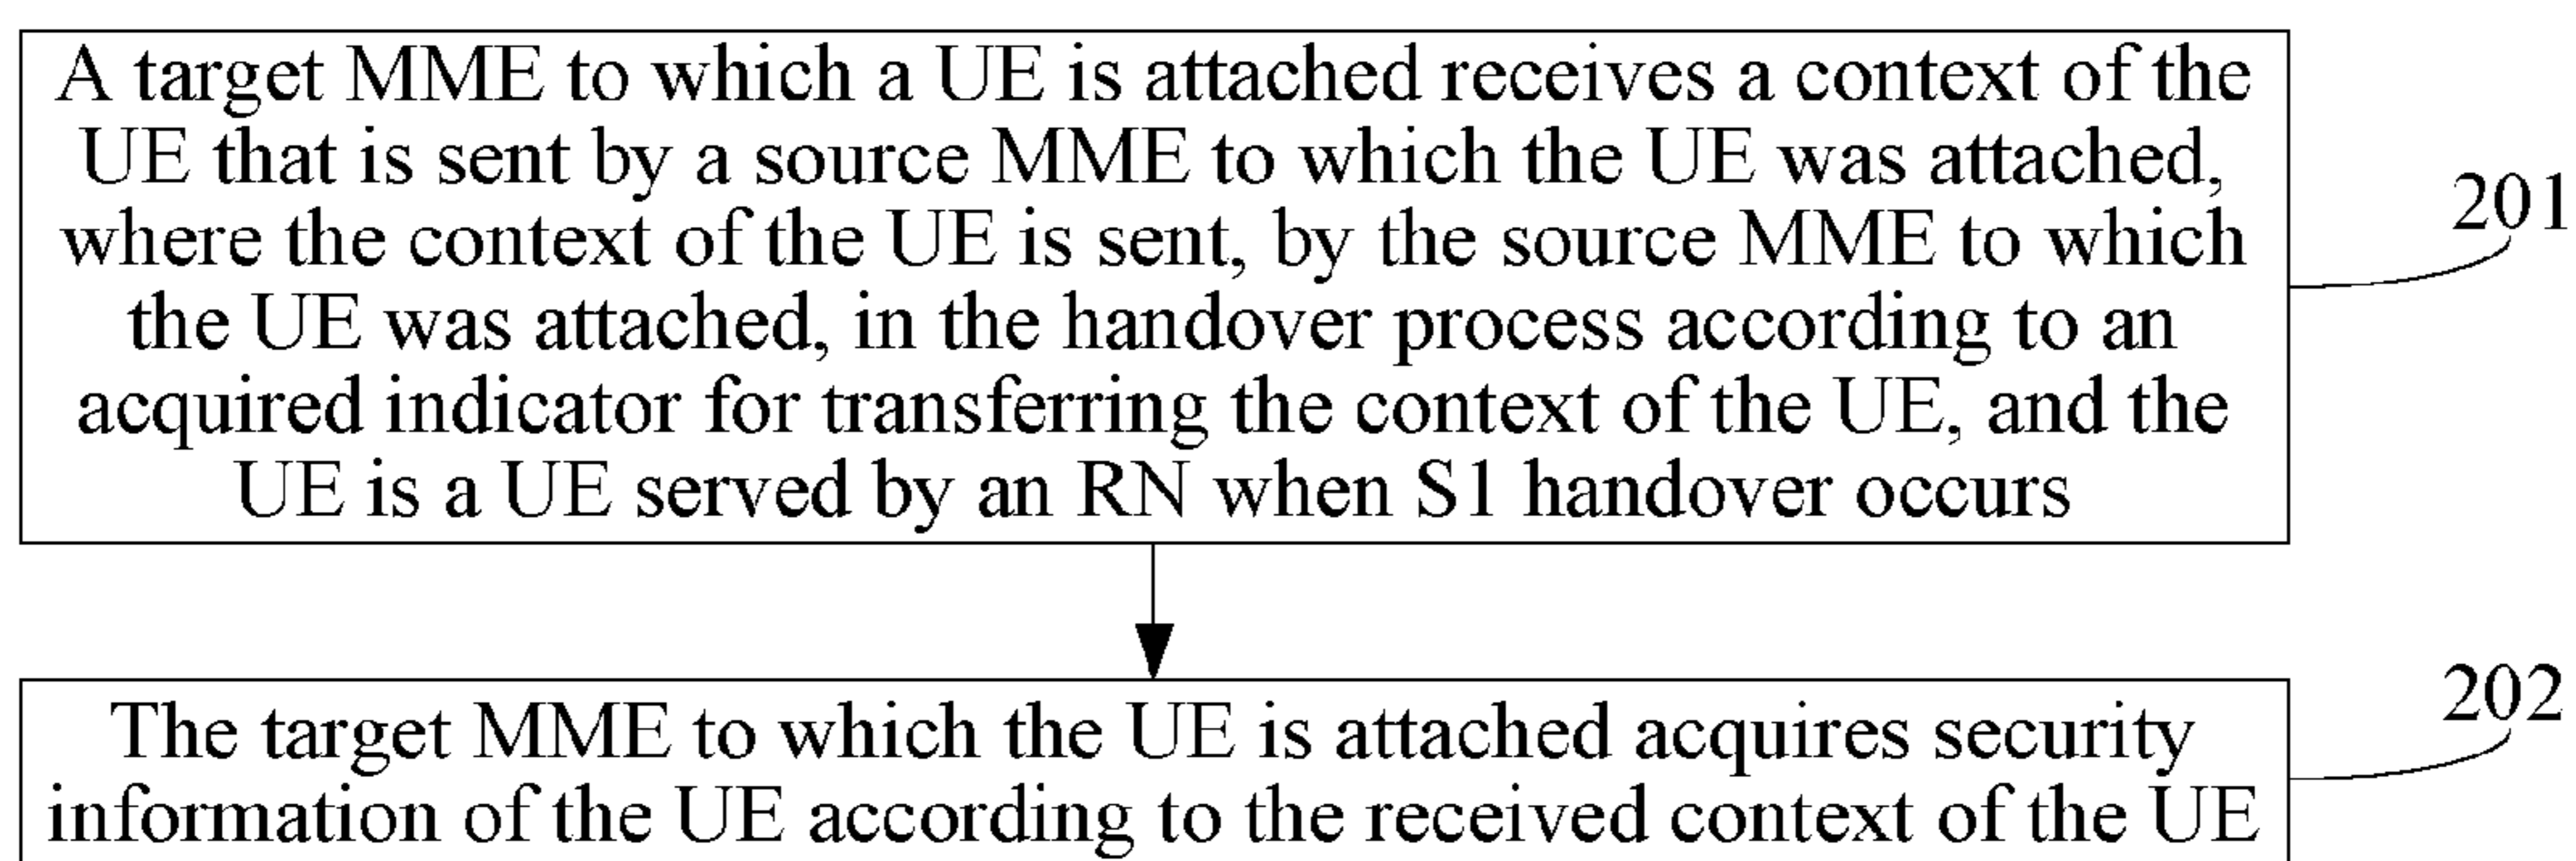 A target MME to which a UE is attached receives a context of the
UE that is sent by a source MME to which the UE was attached,
where the context of the UE is sent, by the source MME to which
the UE was attached, in the handover process according to an
acquired indicator for transferring the context of the UE, and the
UE is a UE served by an RN when S1 handover occurs
201
The target MME to which the UE is attached acquires security
information of the UE according to the received context of the UE
202